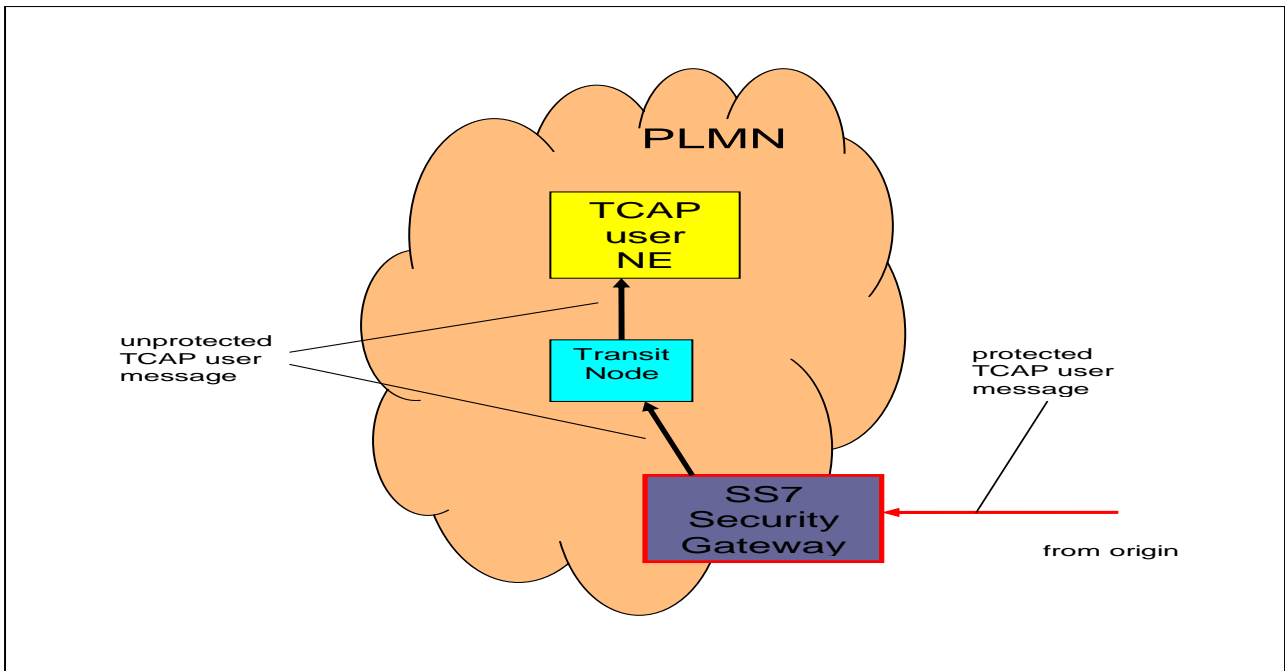 PLMN
TCAP
user
NE
unprotected
TCAP user
message
Transit
Node
protected
TCAP user
message
SS7
Security
Gateway
from origin